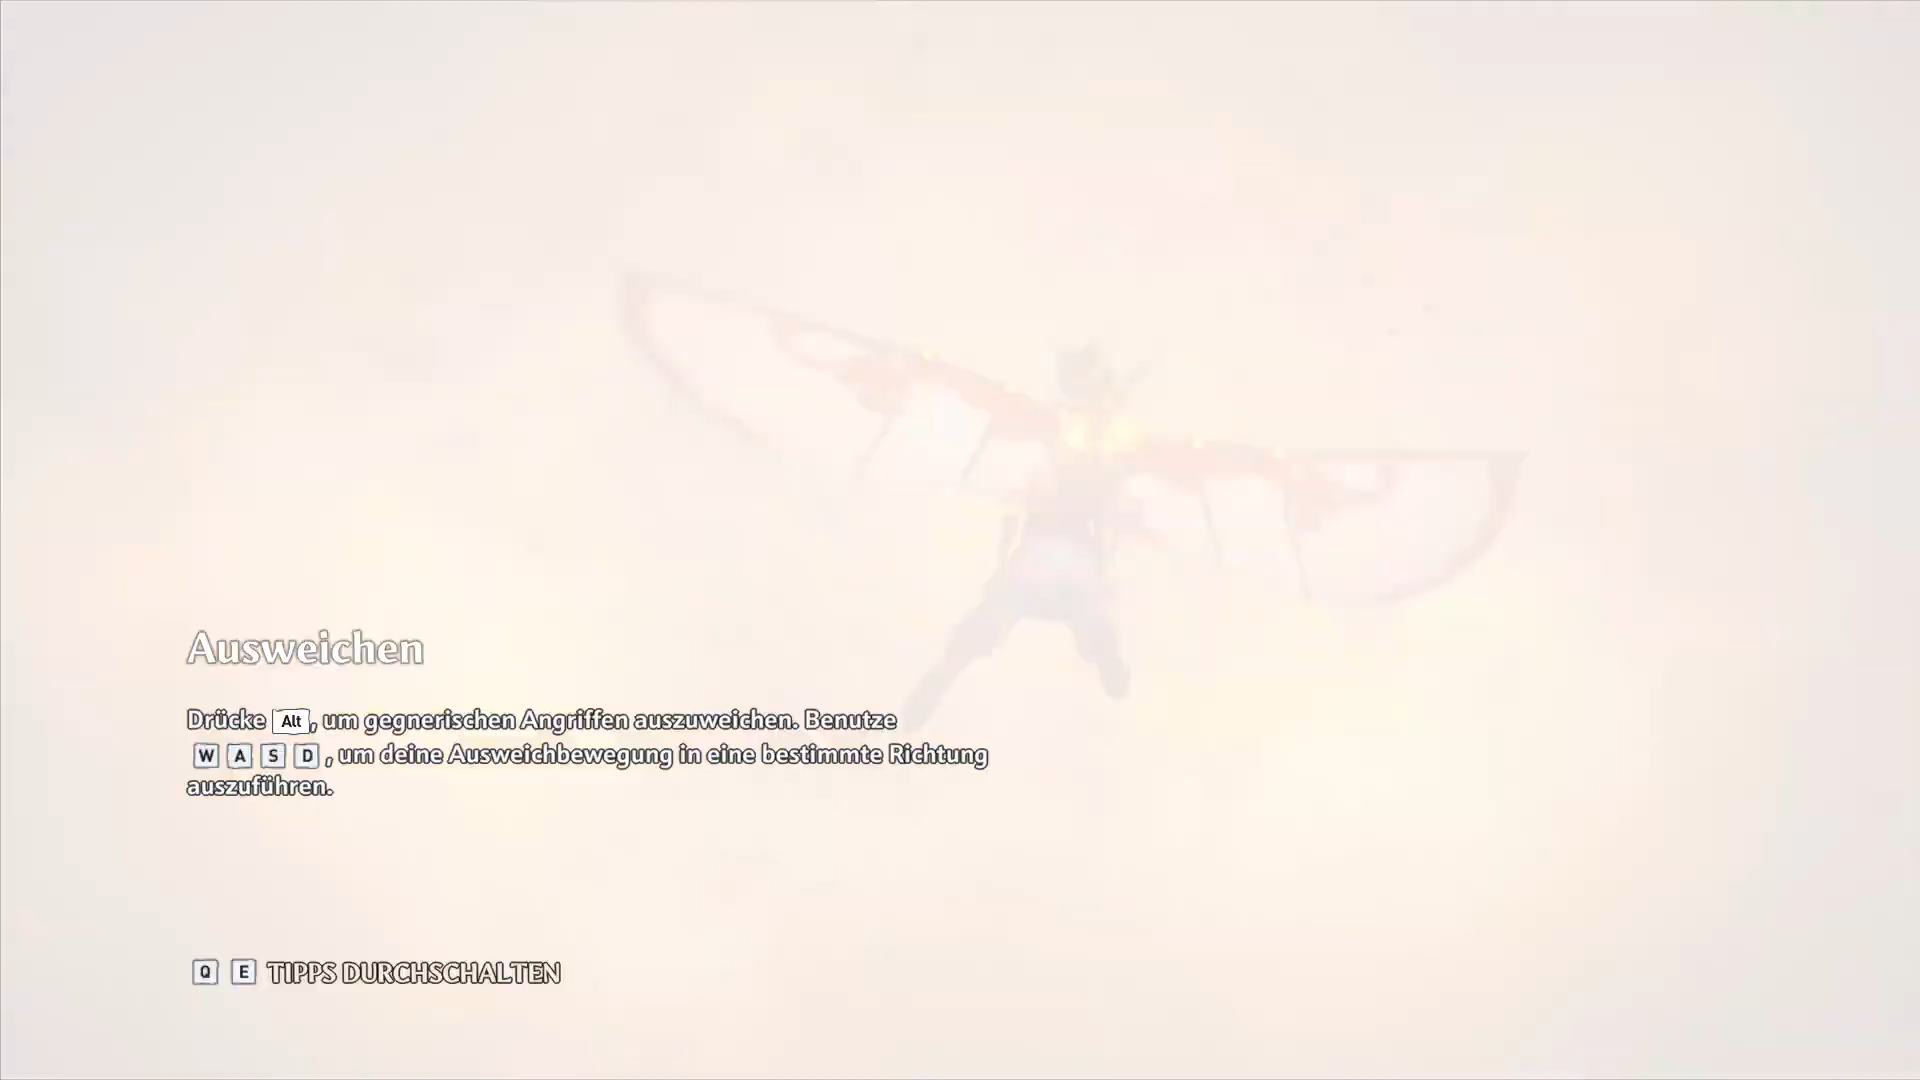 Ausweichen
Drücke Alt, um gegnerischen Angriffen auszuweichen. Benutze
W A S D , um deine Ausweichbewegung in eine bestimmte Richtung
auszuführen.
Q E TIPPS DURCHSCHALTEN